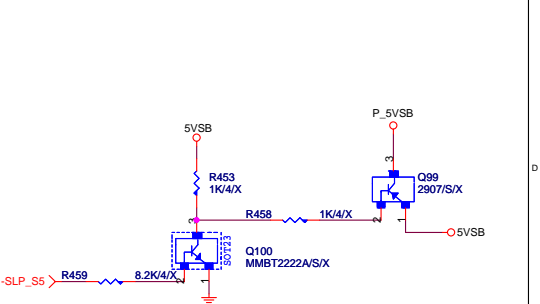 P_5VSB
5VSB
3
R453
1K/4/X
Q99
2907/S/X
D
R458
1K/4/X
2
1
5VSB
3
SOT23
Q100
MMBT2222A/S/X
-SLP_S5
R459
8.2K/4/X
2
1